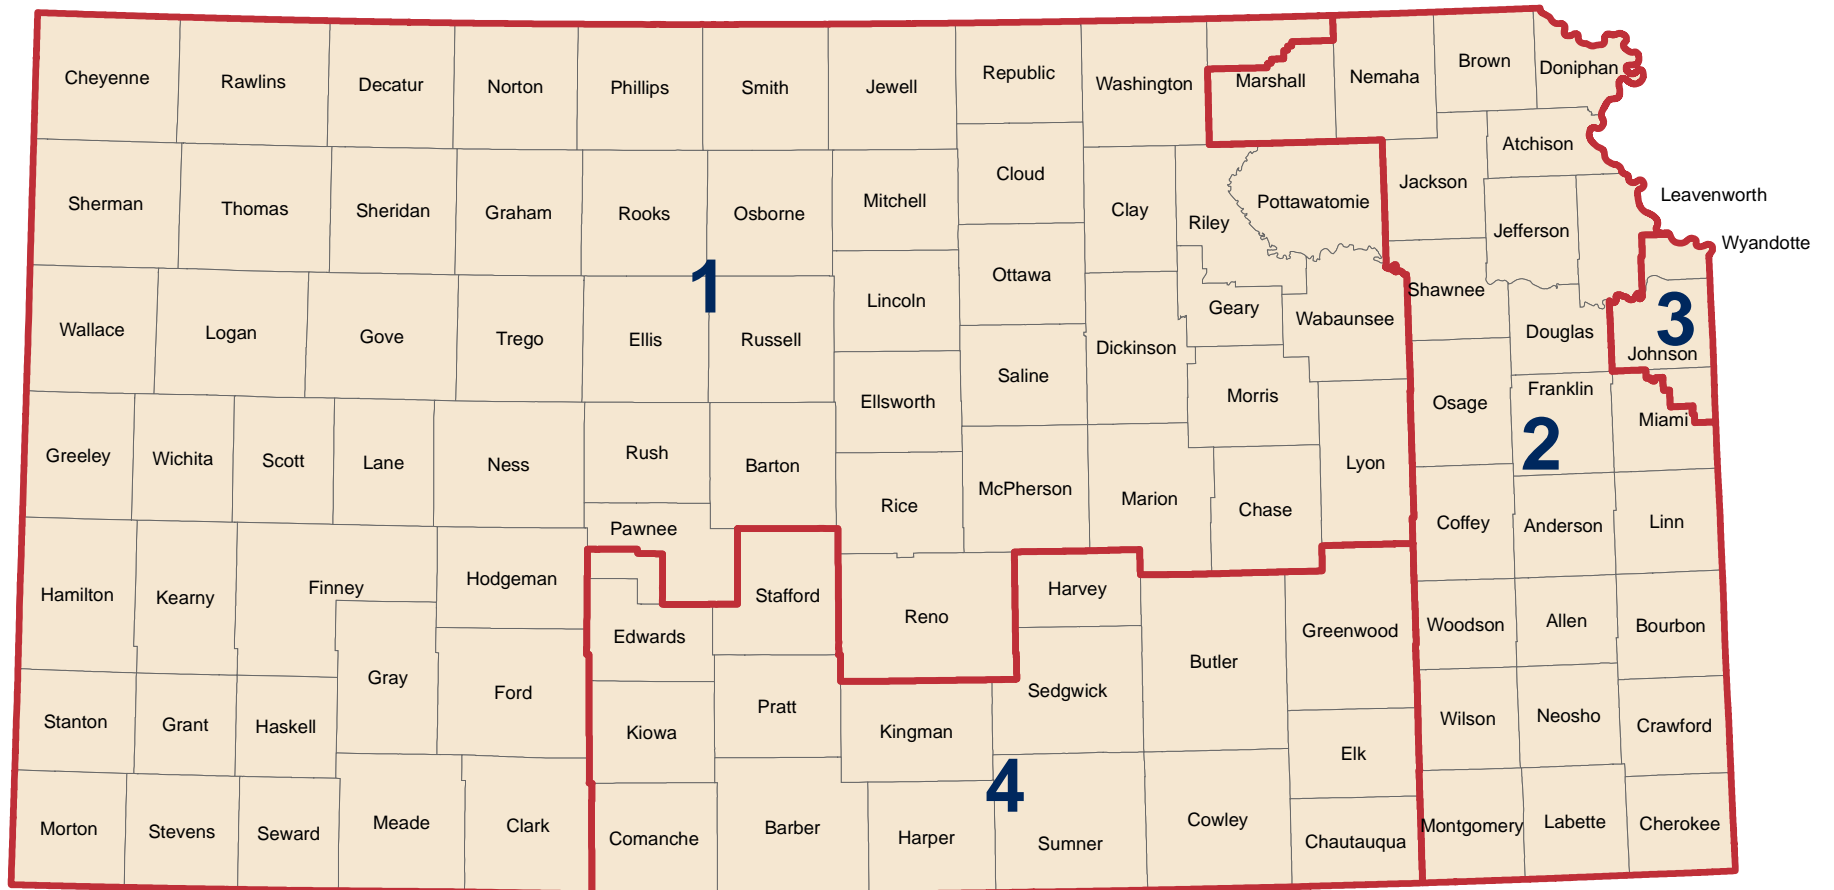 Cheyenne
Rawlins
Decatur
Norton
Phillips
Smith
Jewell
Republic
Washington
Marshall
Nemaha
Brown
Doniphan
Sherman
Thomas
Sheridan
Graham
Rooks
Osborne
Mitchell
Cloud
Clay
Riley
Pottawatomie
Jackson
Atchison
Jefferson
Leavenworth
Wyandotte
1
Wallace
Logan
Gove
Trego
Ellis
Russell
Lincoln
Ottawa
Dickinson
Geary
Wabaunsee
Shawnee
Douglas
3
Johnson
Greeley
Wichita
Scott
Lane
Ness
Rush
Barton
Ellsworth
Saline
Morris
Osage
Franklin
2
Miami
Pawnee
Rice
McPherson
Marion
Chase
Lyon
Coffey
Anderson
Linn
Hamilton
Kearny
Finney
Hodgeman
Edwards
Stafford
Reno
Harvey
Butler
Greenwood
Woodson
Allen
Bourbon
Stanton
Grant
Haskell
Gray
Ford
Kiowa
Pratt
Kingman
Sedgwick
4
Elk
Wilson
Neosho
Crawford
Morton
Stevens
Seward
Meade
Clark
Comanche
Barber
Harper
Sumner
Cowley
Chautauqua
Montgomery
Labette
Cherokee